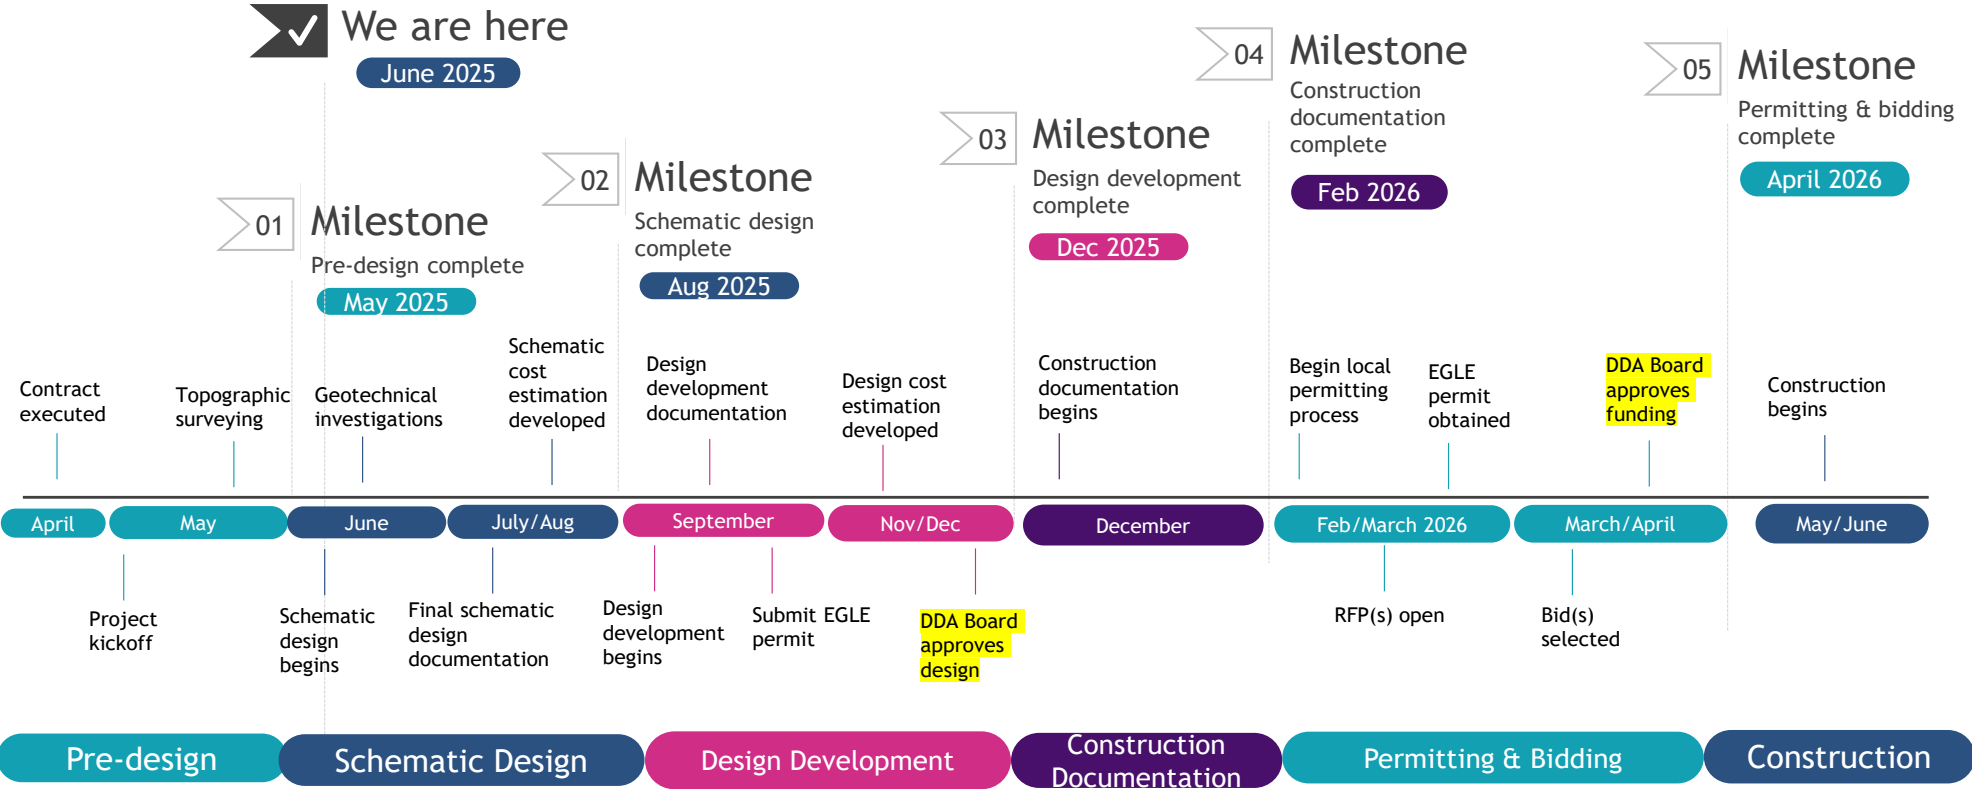 We are here
June 2025
01
Milestone
Pre-design complete
May 2025
02
Milestone
Schematic design
complete
Aug 2025
03
Milestone
Design development
complete
Dec 2025
04
Milestone
Construction
documentation
complete
Feb 2026
05
Milestone
Permitting & bidding
complete
April 2026
Contract
executed
Topographic
surveying
Geotechnical
investigations
Schematic
cost
estimation
developed
Design
development
documentation
Design cost
estimation
developed
Construction
documentation
begins
Begin local
permitting
process
EGLE
permit
obtained
DDA Board
approves
funding
Construction
begins
April
May
June
July/Aug
September
Nov/Dec
December
Feb/March 2026
March/April
May/June
Project
kickoff
Schematic
design
begins
Final schematic
design
documentation
Design
development
begins
Submit EGLE
permit
DDA Board
approves
design
RFP(s) open
Bid(s)
selected
Pre-design
Schematic Design
Design Development
Construction
Documentation
Permitting & Bidding
Construction